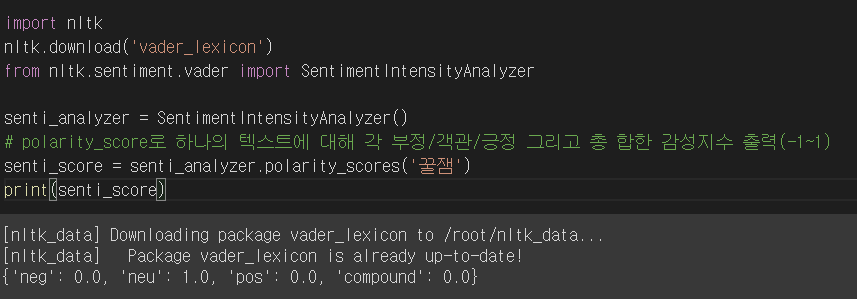 import nltk
nltk.download('vader_lexicon')
from nltk.sentiment.vader import SentimentIntensityAnalyzer
senti_analyzer = SentimentIntensityAnalyzer()
# polarity_score로 하나의 텍스트에 대해 각 부정/객관/긍정 그리고 총 합한 감성지수 출력(-1~1)
senti_score = senti_analyzer.polarity_scores('꿀잼')
print(senti_score)
[nltk_data] Downloading package vader_lexicon to /root/nltk_data...
[nltk_data]   Package vader_lexicon is already up-to-date!
{'neg': 0.0, 'neu': 1.0, 'pos': 0.0, 'compound': 0.0}